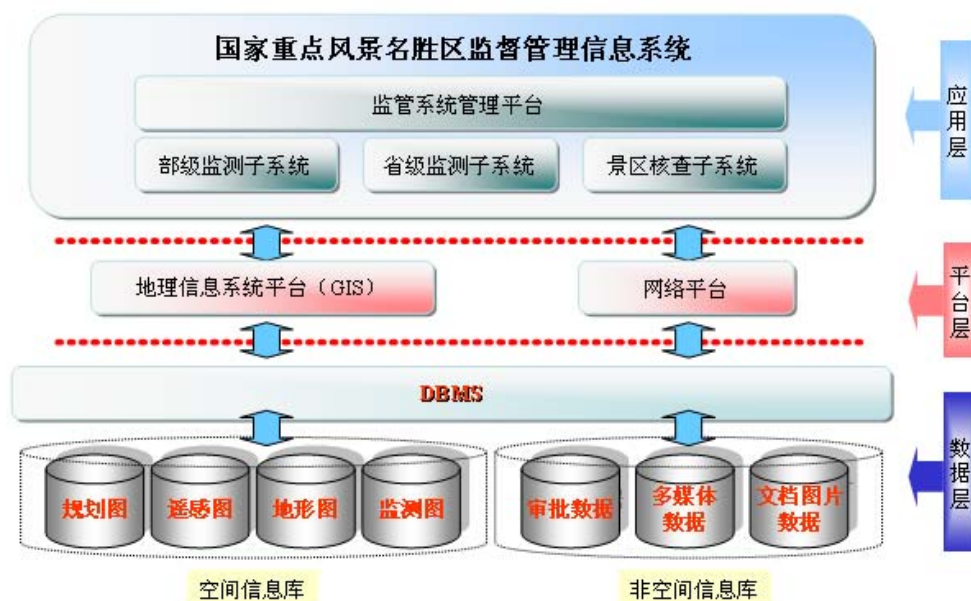 国家重点风景名胜区监督管理信息系统
监管系统管理平台
部级监测子系统
省级监测子系统
景区核查子系统
应用层
地理信息系统平台（GIS）
网络平台
平台层
DBMS
规划图
遥感图
地形图
监测图
审批数据
多媒体
数据
文档图片
数据
数据层
空间信息库
非空间信息库